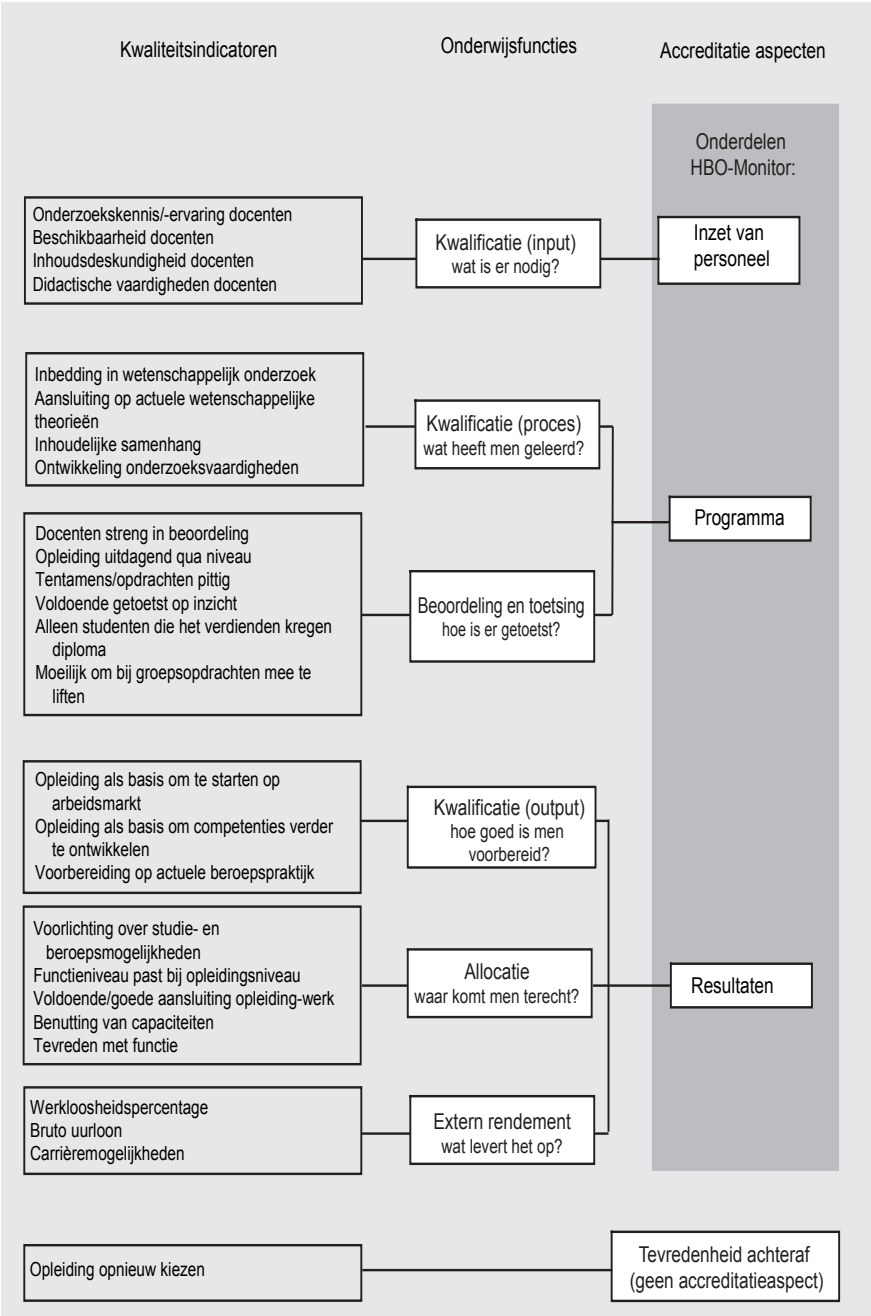 Kwaliteitsindicatoren
Onderwijsfuncties
Accreditatie aspecten
Onderdelen
HBO-Monitor:
Onderzoekskennis/-ervaring docenten
Beschikbaarheid docenten
Inhoudsdeskundigheid docenten
Didactische vaardigheden docenten
Kwalificatie (input)
wat is er nodig?
Inzet van
personeel
Inbedding in wetenschappelijk onderzoek
Aansluiting op actuele wetenschappelijke
theorieën
Inhoudelijke samenhang
Ontwikkeling onderzoeksvaardigheden
Kwalificatie (proces)
wat heeft men geleerd?
Programma
Docenten streng in beoordeling
Opleiding uitdagend qua niveau
Tentamens/opdrachten pittig
Voldoende getoetst op inzicht
Alleen studenten die het verdienden kregen
diploma
Moeilijk om bij groepsopdrachten mee te
liften
Beoordeling en toetsing
hoe is er getoetst?
Opleiding als basis om te starten op
arbeidsmarkt
Opleiding als basis om competenties verder
te ontwikkelen
Voorbereiding op actuele beroepspraktijk
Kwalificatie (output)
hoe goed is men
voorbereid?
Voorlichting over studie- en
beroepsmogelijkheden
Functieniveau past bij opleidingsniveau
Voldoende/goede aansluiting opleiding-werk
Benutting van capaciteiten
Tevreden met functie
Allocatie
waar komt men terecht?
Resultaten
Werkloosheidspercentage
Bruto uurloon
Carrièremogelijkheden
Extern rendement
wat levert het op?
Opleiding opnieuw kiezen
Tevredenheid achteraf
(geen accreditatieaspect)